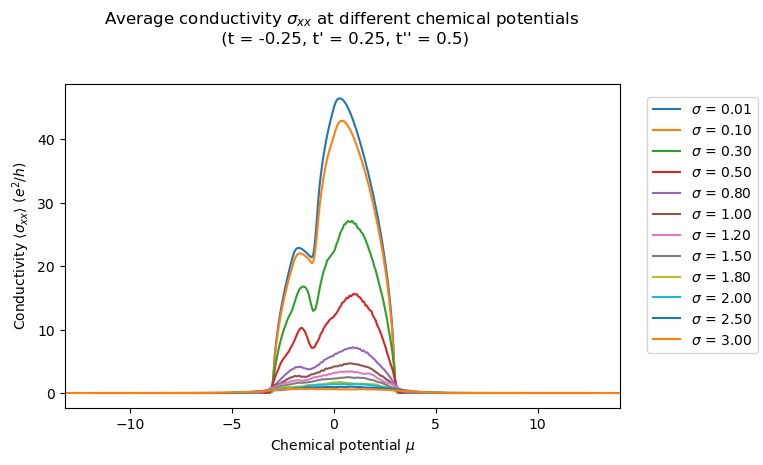 Average conductivity σxx at different chemical potentials
(t = -0.25, t' = 0.25, t'' = 0.5)
Conductivity ⟨σxx⟩ (e²/h)
40
30
20
10
0
−10
−5
0
5
10
Chemical potential μ
σ = 0.01
σ = 0.10
σ = 0.30
σ = 0.50
σ = 0.80
σ = 1.00
σ = 1.20
σ = 1.50
σ = 1.80
σ = 2.00
σ = 2.50
σ = 3.00